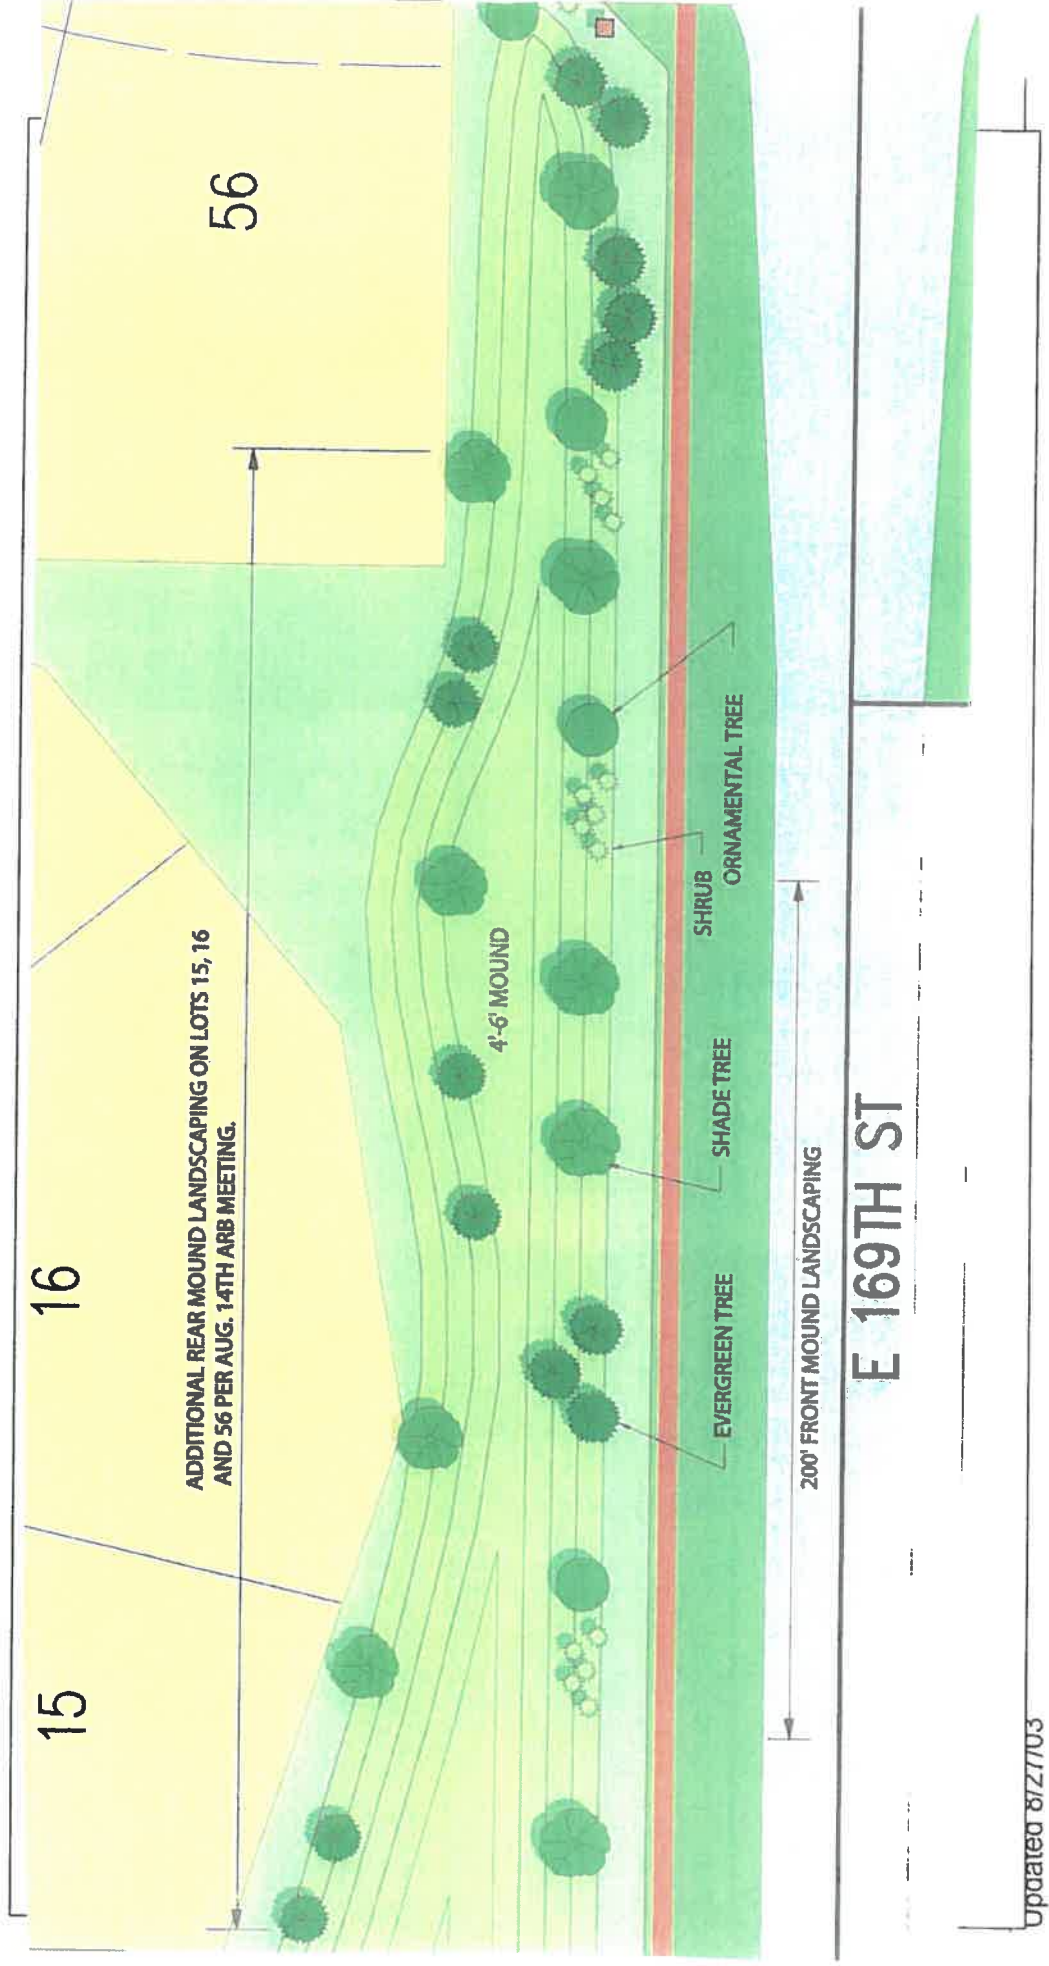 15
16
56
ADDITIONAL REAR MOUND LANDSCAPING ON LOTS 15, 16
AND 56 PER AUG. 14TH ARB MEETING.
4'-6' MOUND
SHRUB
ORNAMENTAL TREE
SHADE TREE
EVERGREEN TREE
200' FRONT MOUND LANDSCAPING
E 169TH ST
Updated 8/27/03